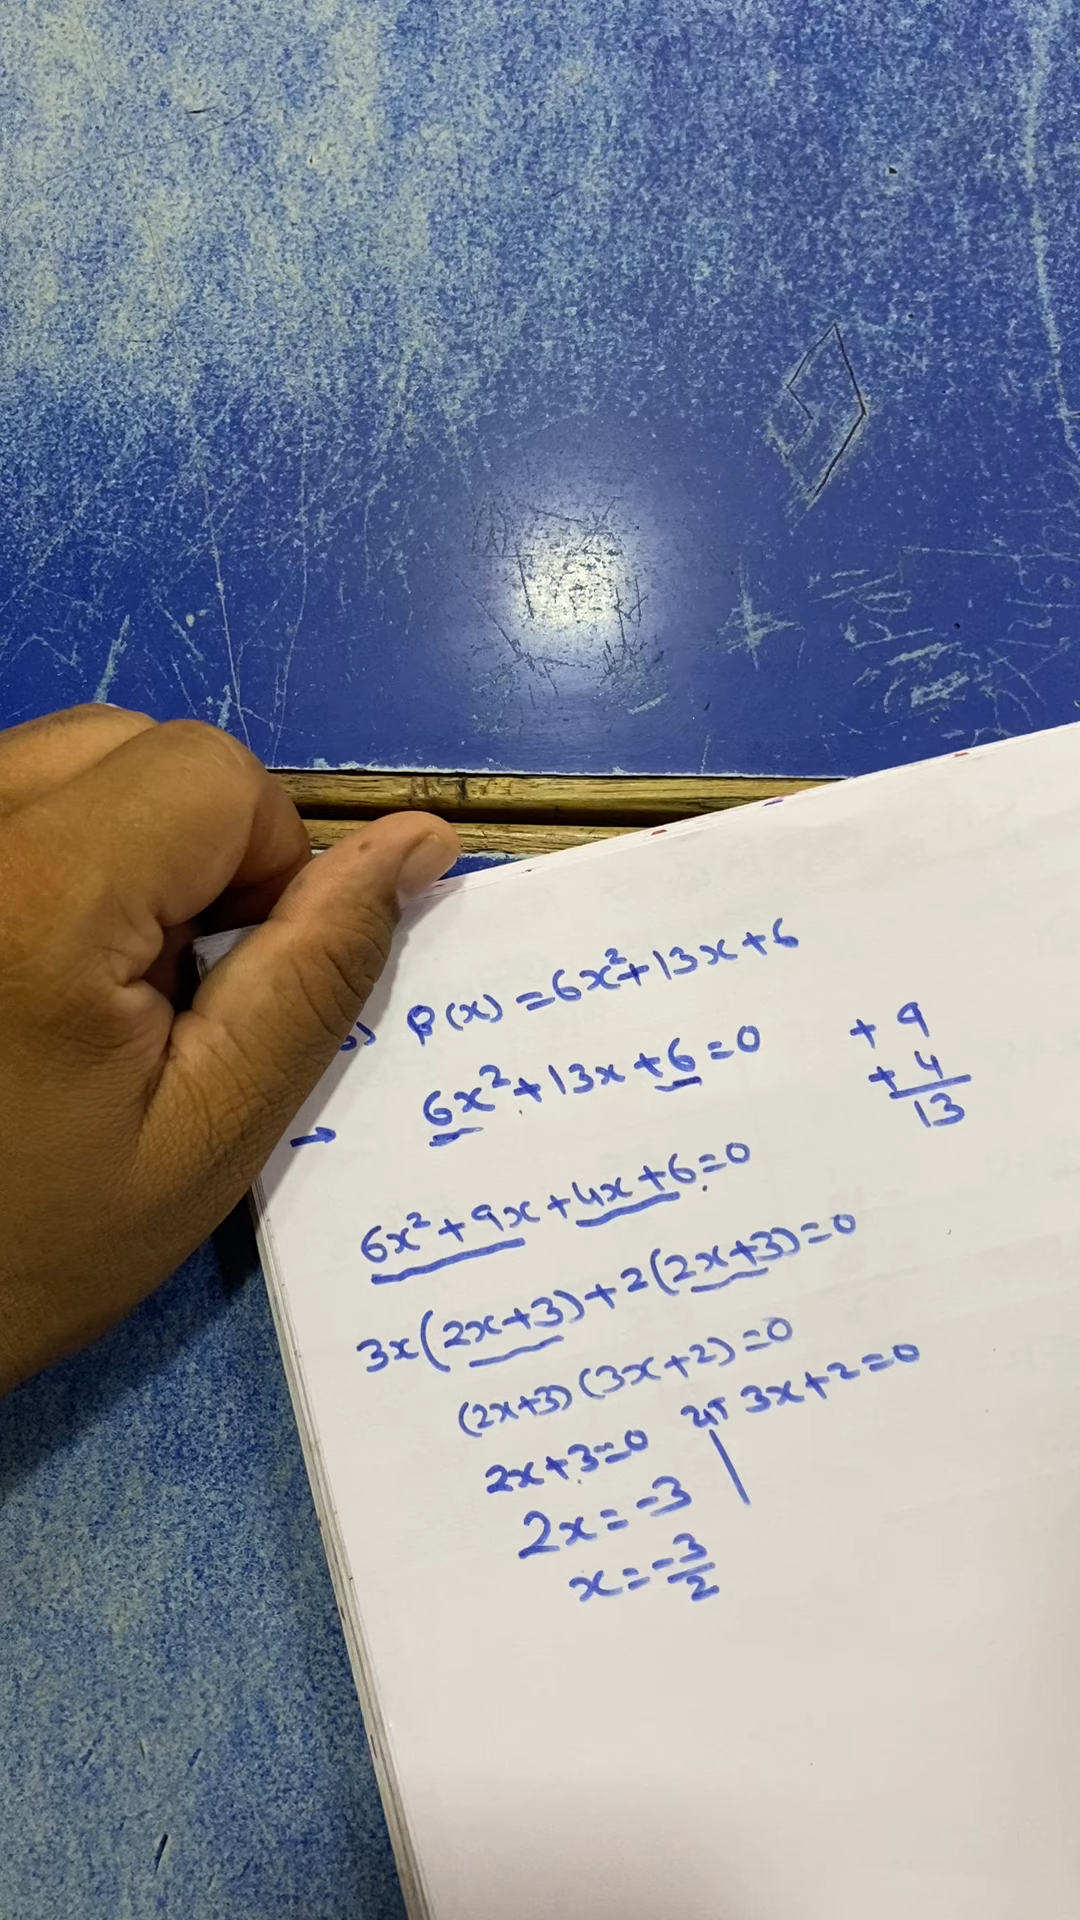 p(x) = 6x²+13x+6
→ 6x²+13x+6=0
+ 9
+ 4
13
6x²+9x+4x+6=0
3x(2x+3)+2(2x+3)=0
(2x+3)(3x+2)=0
2x+3=0 અને 3x+2=0
2x=-3
x=-3/2